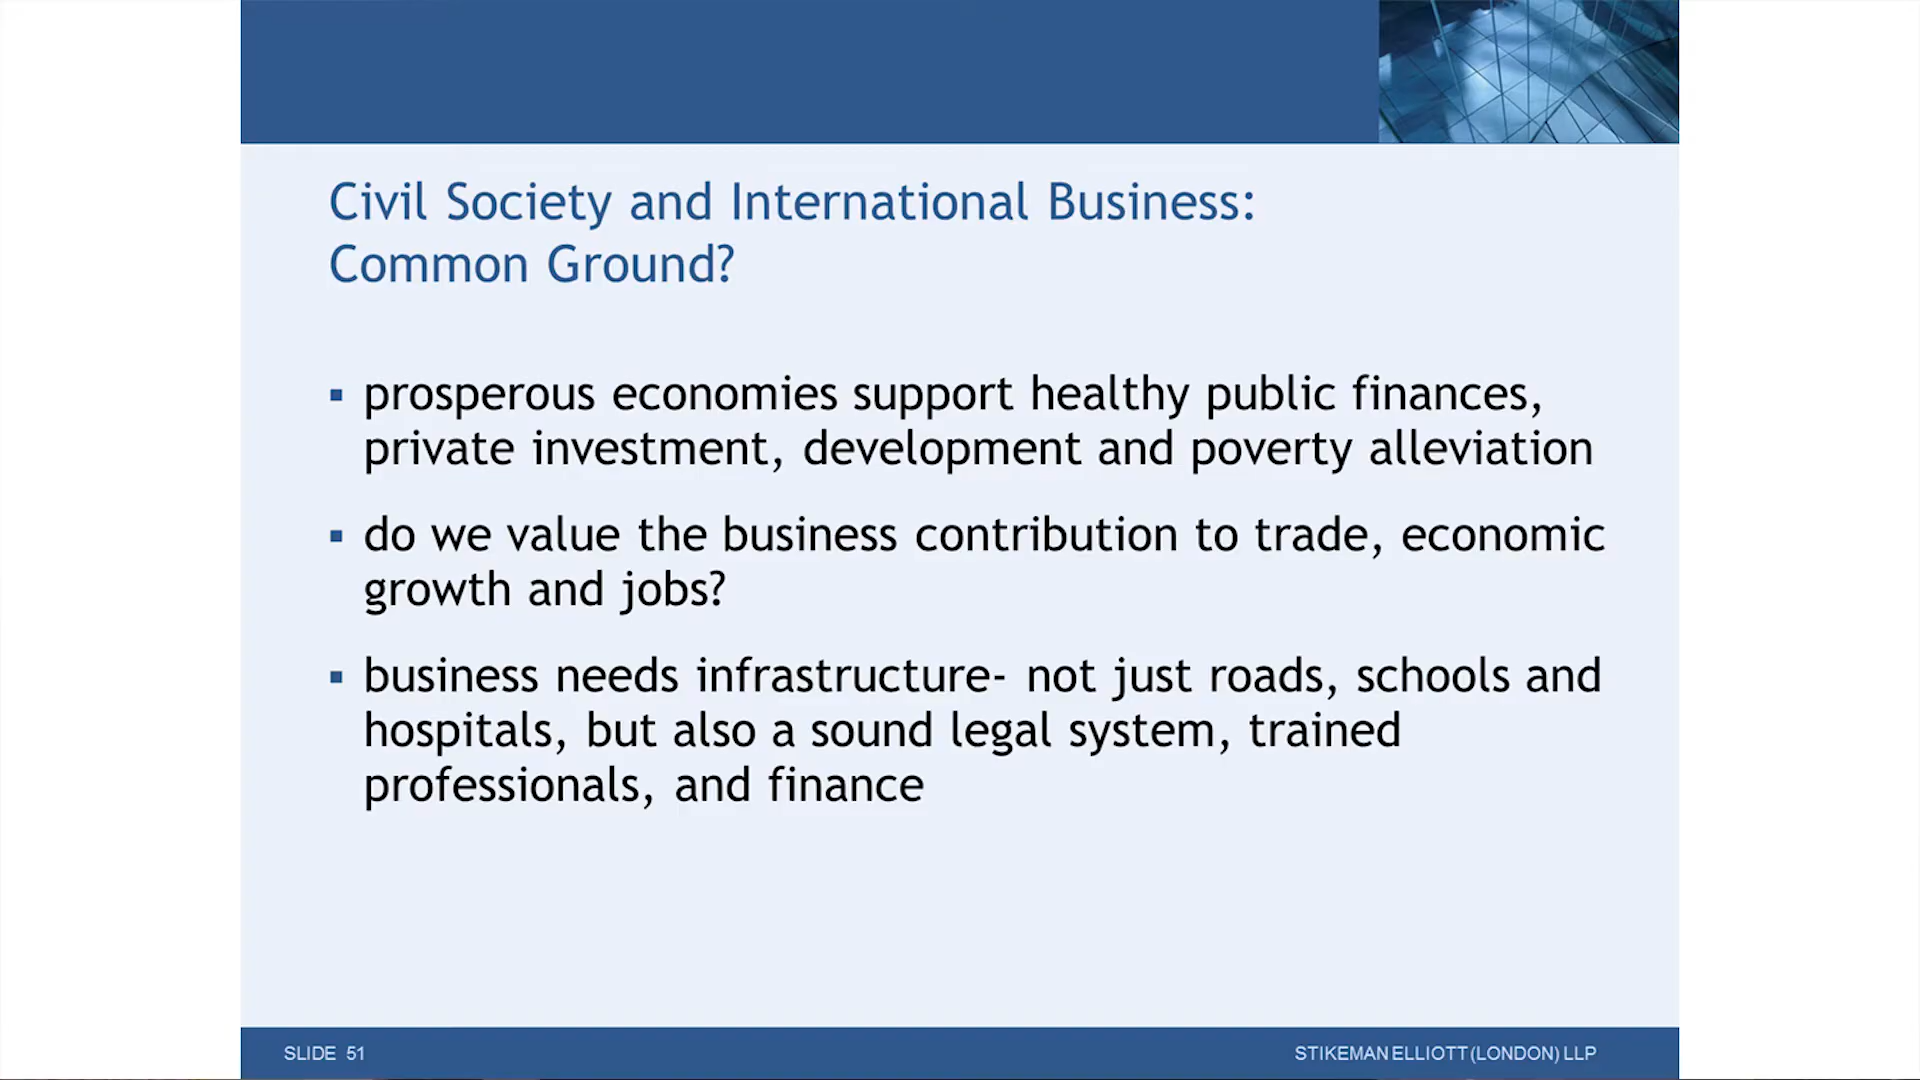 Civil Society and International Business:
Common Ground?
▪ prosperous economies support healthy public finances,
private investment, development and poverty alleviation
▪ do we value the business contribution to trade, economic
growth and jobs?
▪ business needs infrastructure- not just roads, schools and
hospitals, but also a sound legal system, trained
professionals, and finance
SLIDE 51
STIKEMAN ELLIOTT (LONDON) LLP